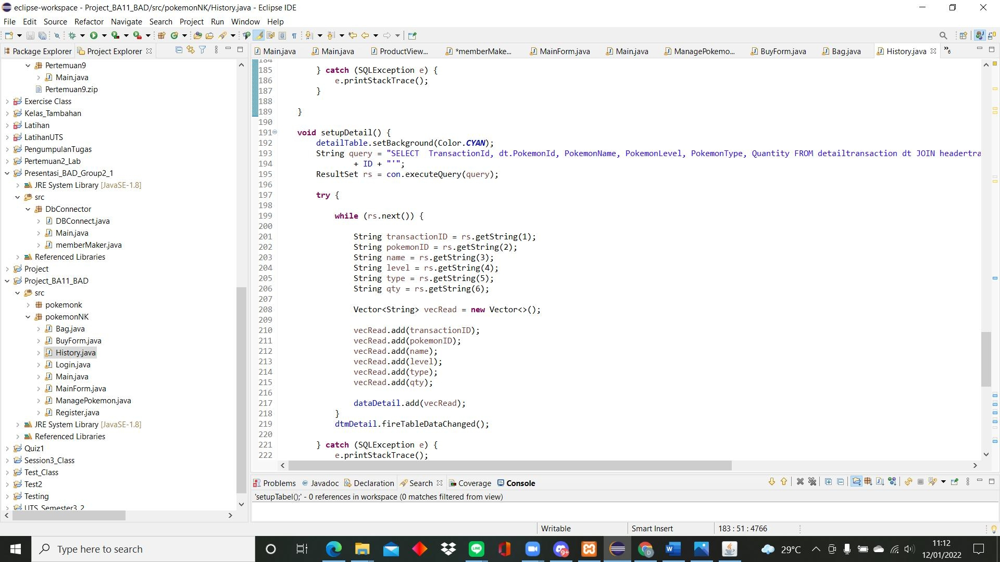 eclipse-workspace - Project_BA11_BAD/src/pokemonNK/History.java - Eclipse IDE
File Edit Source Refactor Navigate Search Project Run Window Help
Package Explorer Project Explorer
Pertemuan9
Main.java
Pertemuan9.zip
Exercise Class
Kelas_Tambahan
Latihan
LatihanUTS
PengumpulanTugas
Pertemuan2_Lab
Presentasi_BAD_Group2_1
JRE System Library [JavaSE-1.8]
src
DbConnector
DBConnect.java
Main.java
memberMaker.java
Referenced Libraries
Project
Project_BA11_BAD
src
pokemonk
pokemonNK
Bag.java
BuyForm.java
History.java
Login.java
Main.java
MainForm.java
ManagePokemon.java
Register.java
JRE System Library [JavaSE-1.8]
Referenced Libraries
Quiz1
Session3_Class
Test_Class
Test2
Testing
UTS_Semester3_2
Main.java Main.java ProductView... *memberMake... MainForm.java Main.java ManagePokemo... BuyForm.java Bag.java History.java »6
184
185 } catch (SQLException e) {
186 e.printStackTrace();
187 }
188
189 }
190
191 void setupDetail() {
192 detailTable.setBackground(Color.CYAN);
193 String query = "SELECT  TransactionId, dt.PokemonId, PokemonName, PokemonLevel, PokemonType, Quantity FROM detailtransaction dt JOIN headertra
194 + ID + "'";
195 ResultSet rs = con.executeQuery(query);
196
197 try {
198
199 while (rs.next()) {
200
201 String transactionID = rs.getString(1);
202 String pokemonID = rs.getString(2);
203 String name = rs.getString(3);
204 String level = rs.getString(4);
205 String type = rs.getString(5);
206 String qty = rs.getString(6);
207
208 Vector<String> vecRead = new Vector<>();
209
210 vecRead.add(transactionID);
211 vecRead.add(pokemonID);
212 vecRead.add(name);
213 vecRead.add(level);
214 vecRead.add(type);
215 vecRead.add(qty);
216
217 dataDetail.add(vecRead);
218 }
219 dtmDetail.fireTableDataChanged();
220
221 } catch (SQLException e) {
222 e.printStackTrace();
Problems @ Javadoc Declaration Search Coverage Console
'setupTabel();' - 0 references in workspace (0 matches filtered from view)
Writable Smart Insert 183 : 51 : 4766
Type here to search
LINE
9+
29°C
11:12
12/01/2022